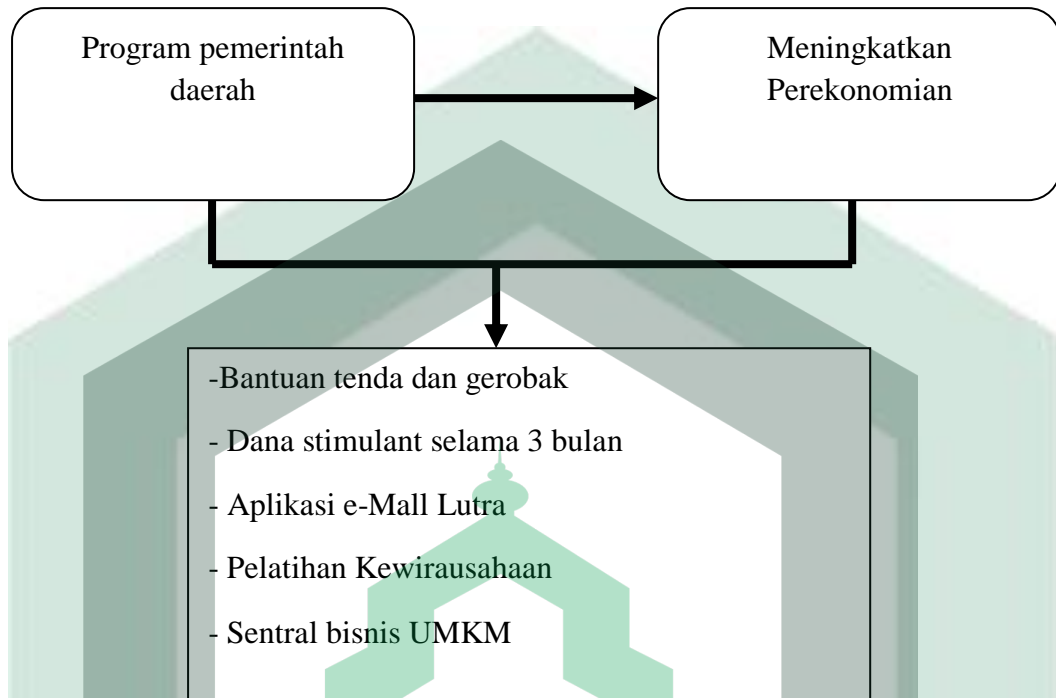 Program pemerintah
daerah
Meningkatkan
Perekonomian
-Bantuan tenda dan gerobak
- Dana stimulant selama 3 bulan
- Aplikasi e-Mall Lutra
- Pelatihan Kewirausahaan
- Sentral bisnis UMKM